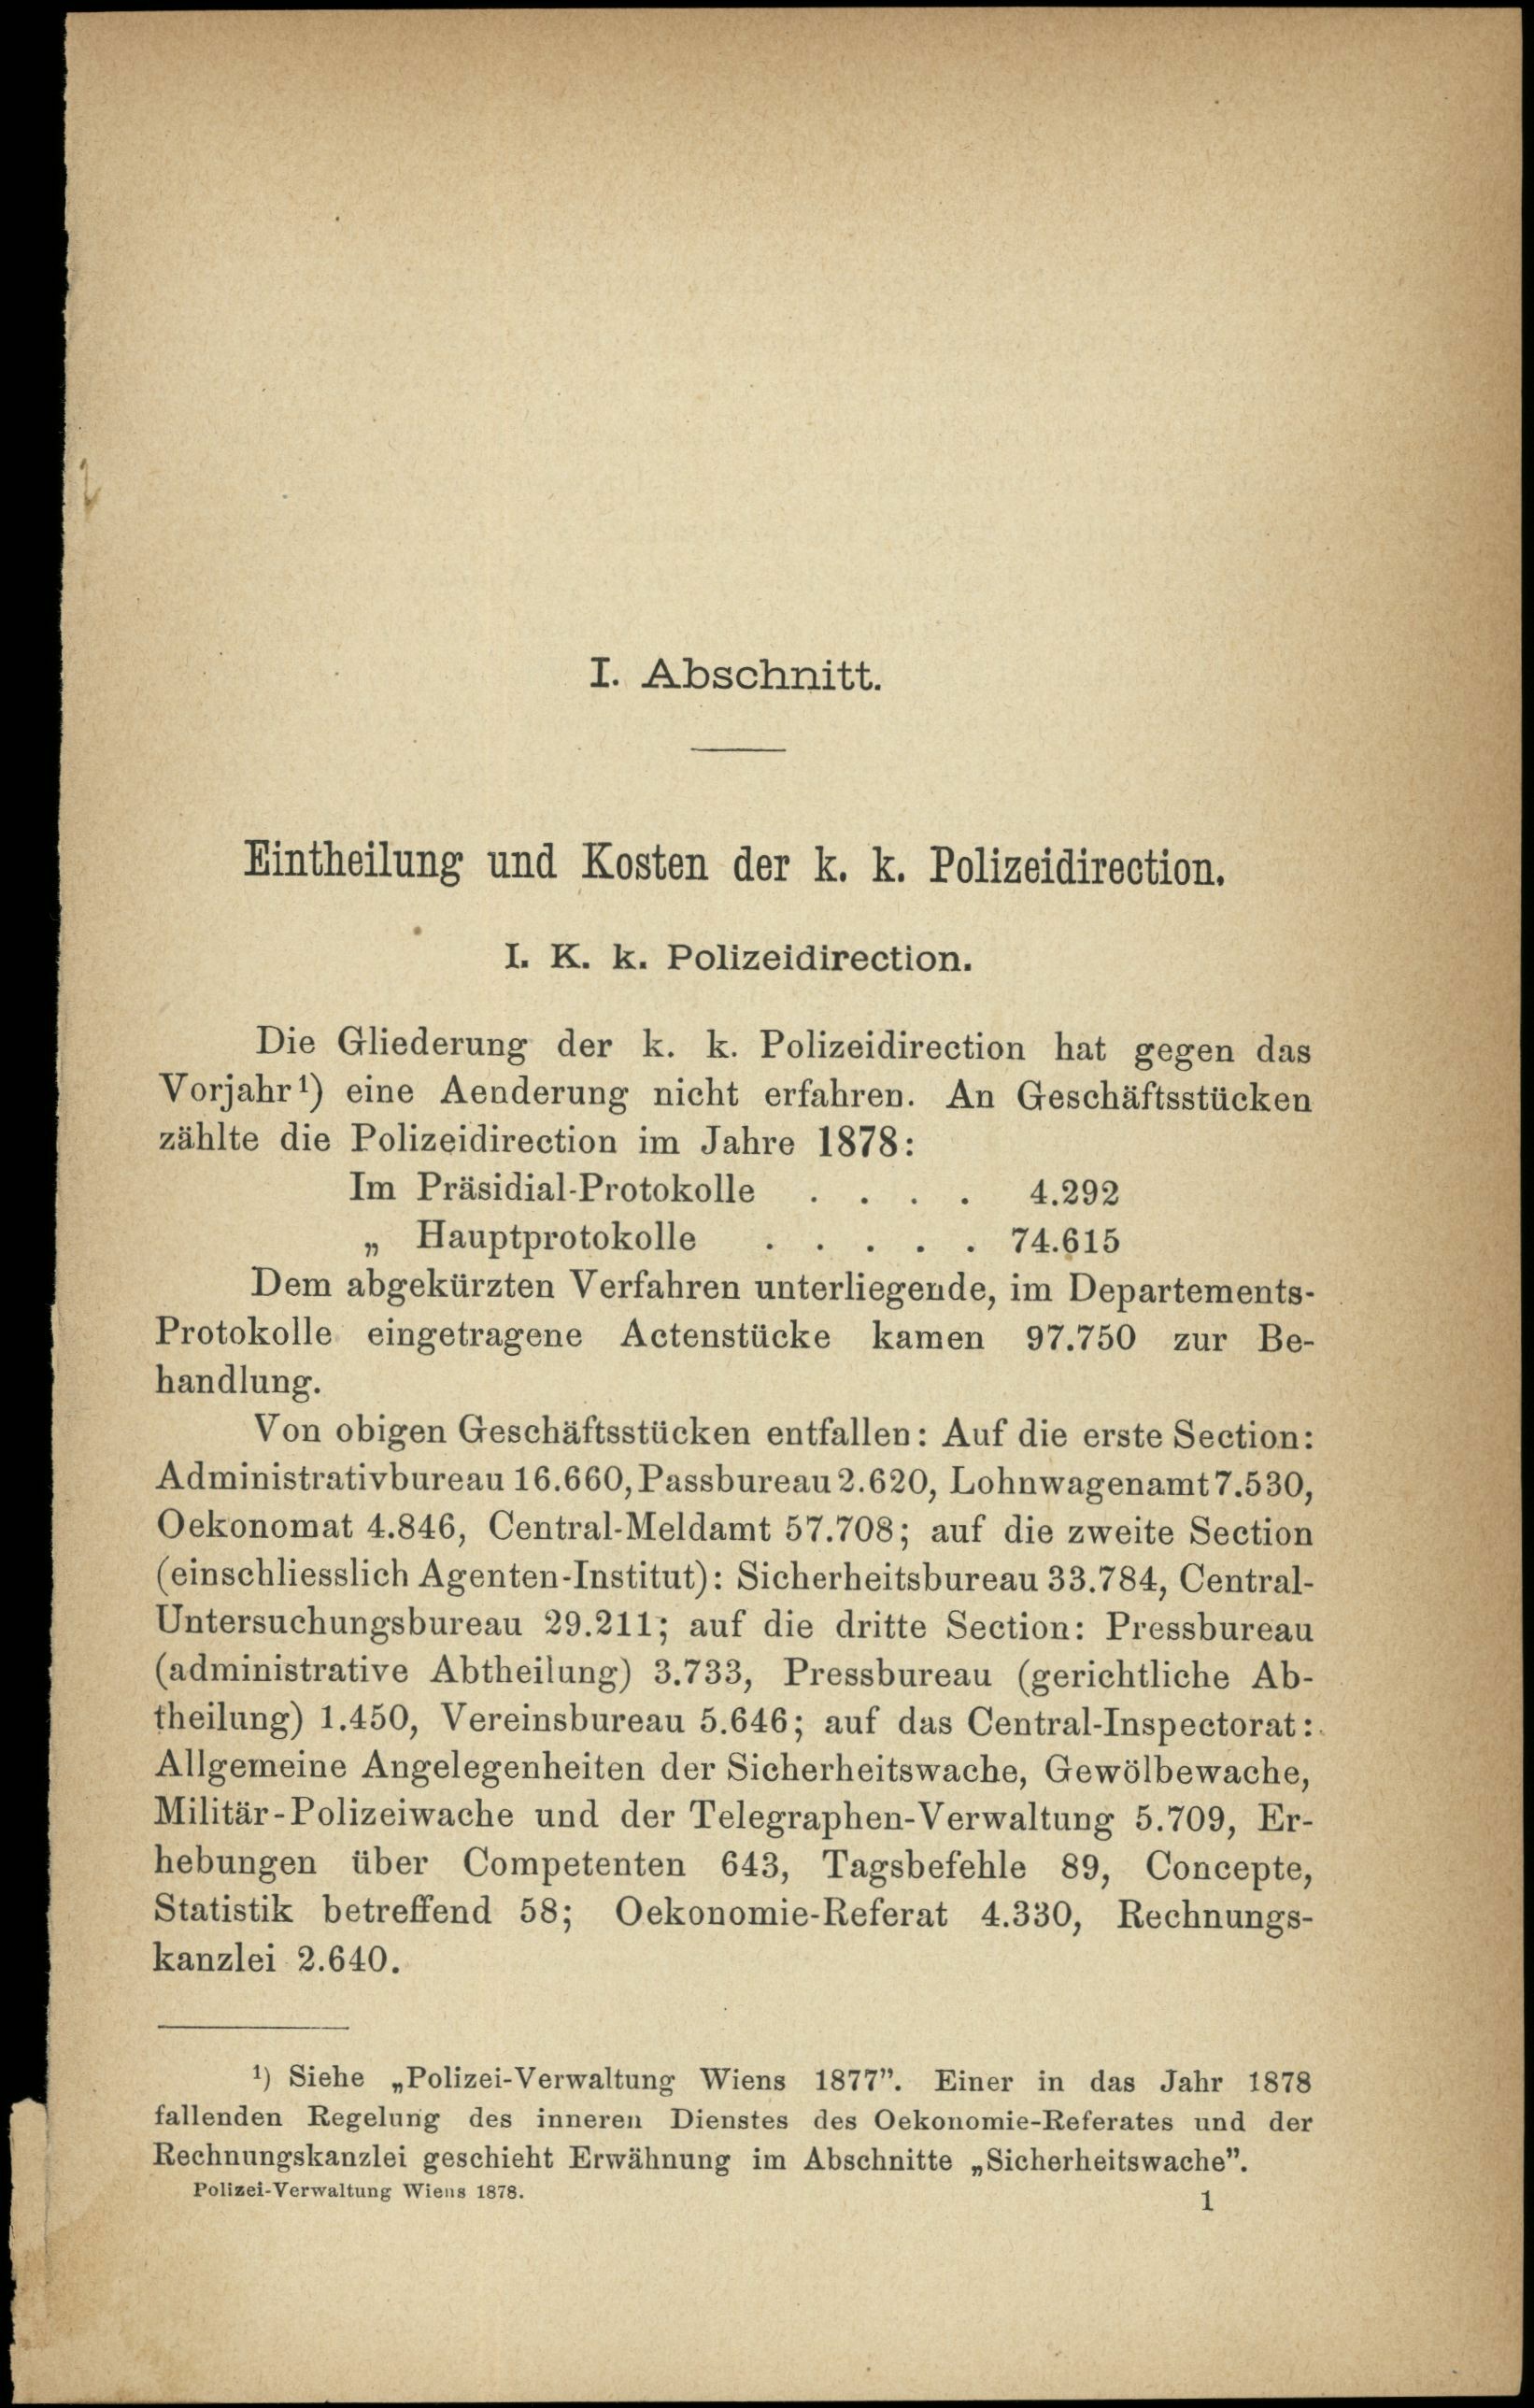 I. Abschnitt.
Eintheilung und Kosten der k. k. Polizeidirection.
I. K. k. Polizeidirection.
Die Gliederung der k. k. Polizeidirection hat gegen das
Vorjahr¹) eine Aenderung nicht erfahren. An Geschäftsstücken
zählte die Polizeidirection im Jahre 1878:
Im Präsidial-Protokolle . . . . 4.292
„ Hauptprotokolle . . . . . 74.615
Dem abgekürzten Verfahren unterliegende, im Departements-
Protokolle eingetragene Actenstücke kamen 97.750 zur Be-
handlung.
Von obigen Geschäftsstücken entfallen: Auf die erste Section:
Administrativbureau 16.660, Passbureau 2.620, Lohnwagenamt 7.530,
Oekonomat 4.846, Central-Meldamt 57.708; auf die zweite Section
(einschliesslich Agenten-Institut): Sicherheitsbureau 33.784, Central-
Untersuchungsbureau 29.211; auf die dritte Section: Pressbureau
(administrative Abtheilung) 3.733, Pressbureau (gerichtliche Ab-
theilung) 1.450, Vereinsbureau 5.646; auf das Central-Inspectorat:
Allgemeine Angelegenheiten der Sicherheitswache, Gewölbewache,
Militär-Polizeiwache und der Telegraphen-Verwaltung 5.709, Er-
hebungen über Competenten 643, Tagsbefehle 89, Concepte,
Statistik betreffend 58; Oekonomie-Referat 4.330, Rechnungs-
kanzlei 2.640.
¹) Siehe „Polizei-Verwaltung Wiens 1877”. Einer in das Jahr 1878
fallenden Regelung des inneren Dienstes des Oekonomie-Referates und der
Rechnungskanzlei geschieht Erwähnung im Abschnitte „Sicherheitswache”.
Polizei-Verwaltung Wiens 1878. 1